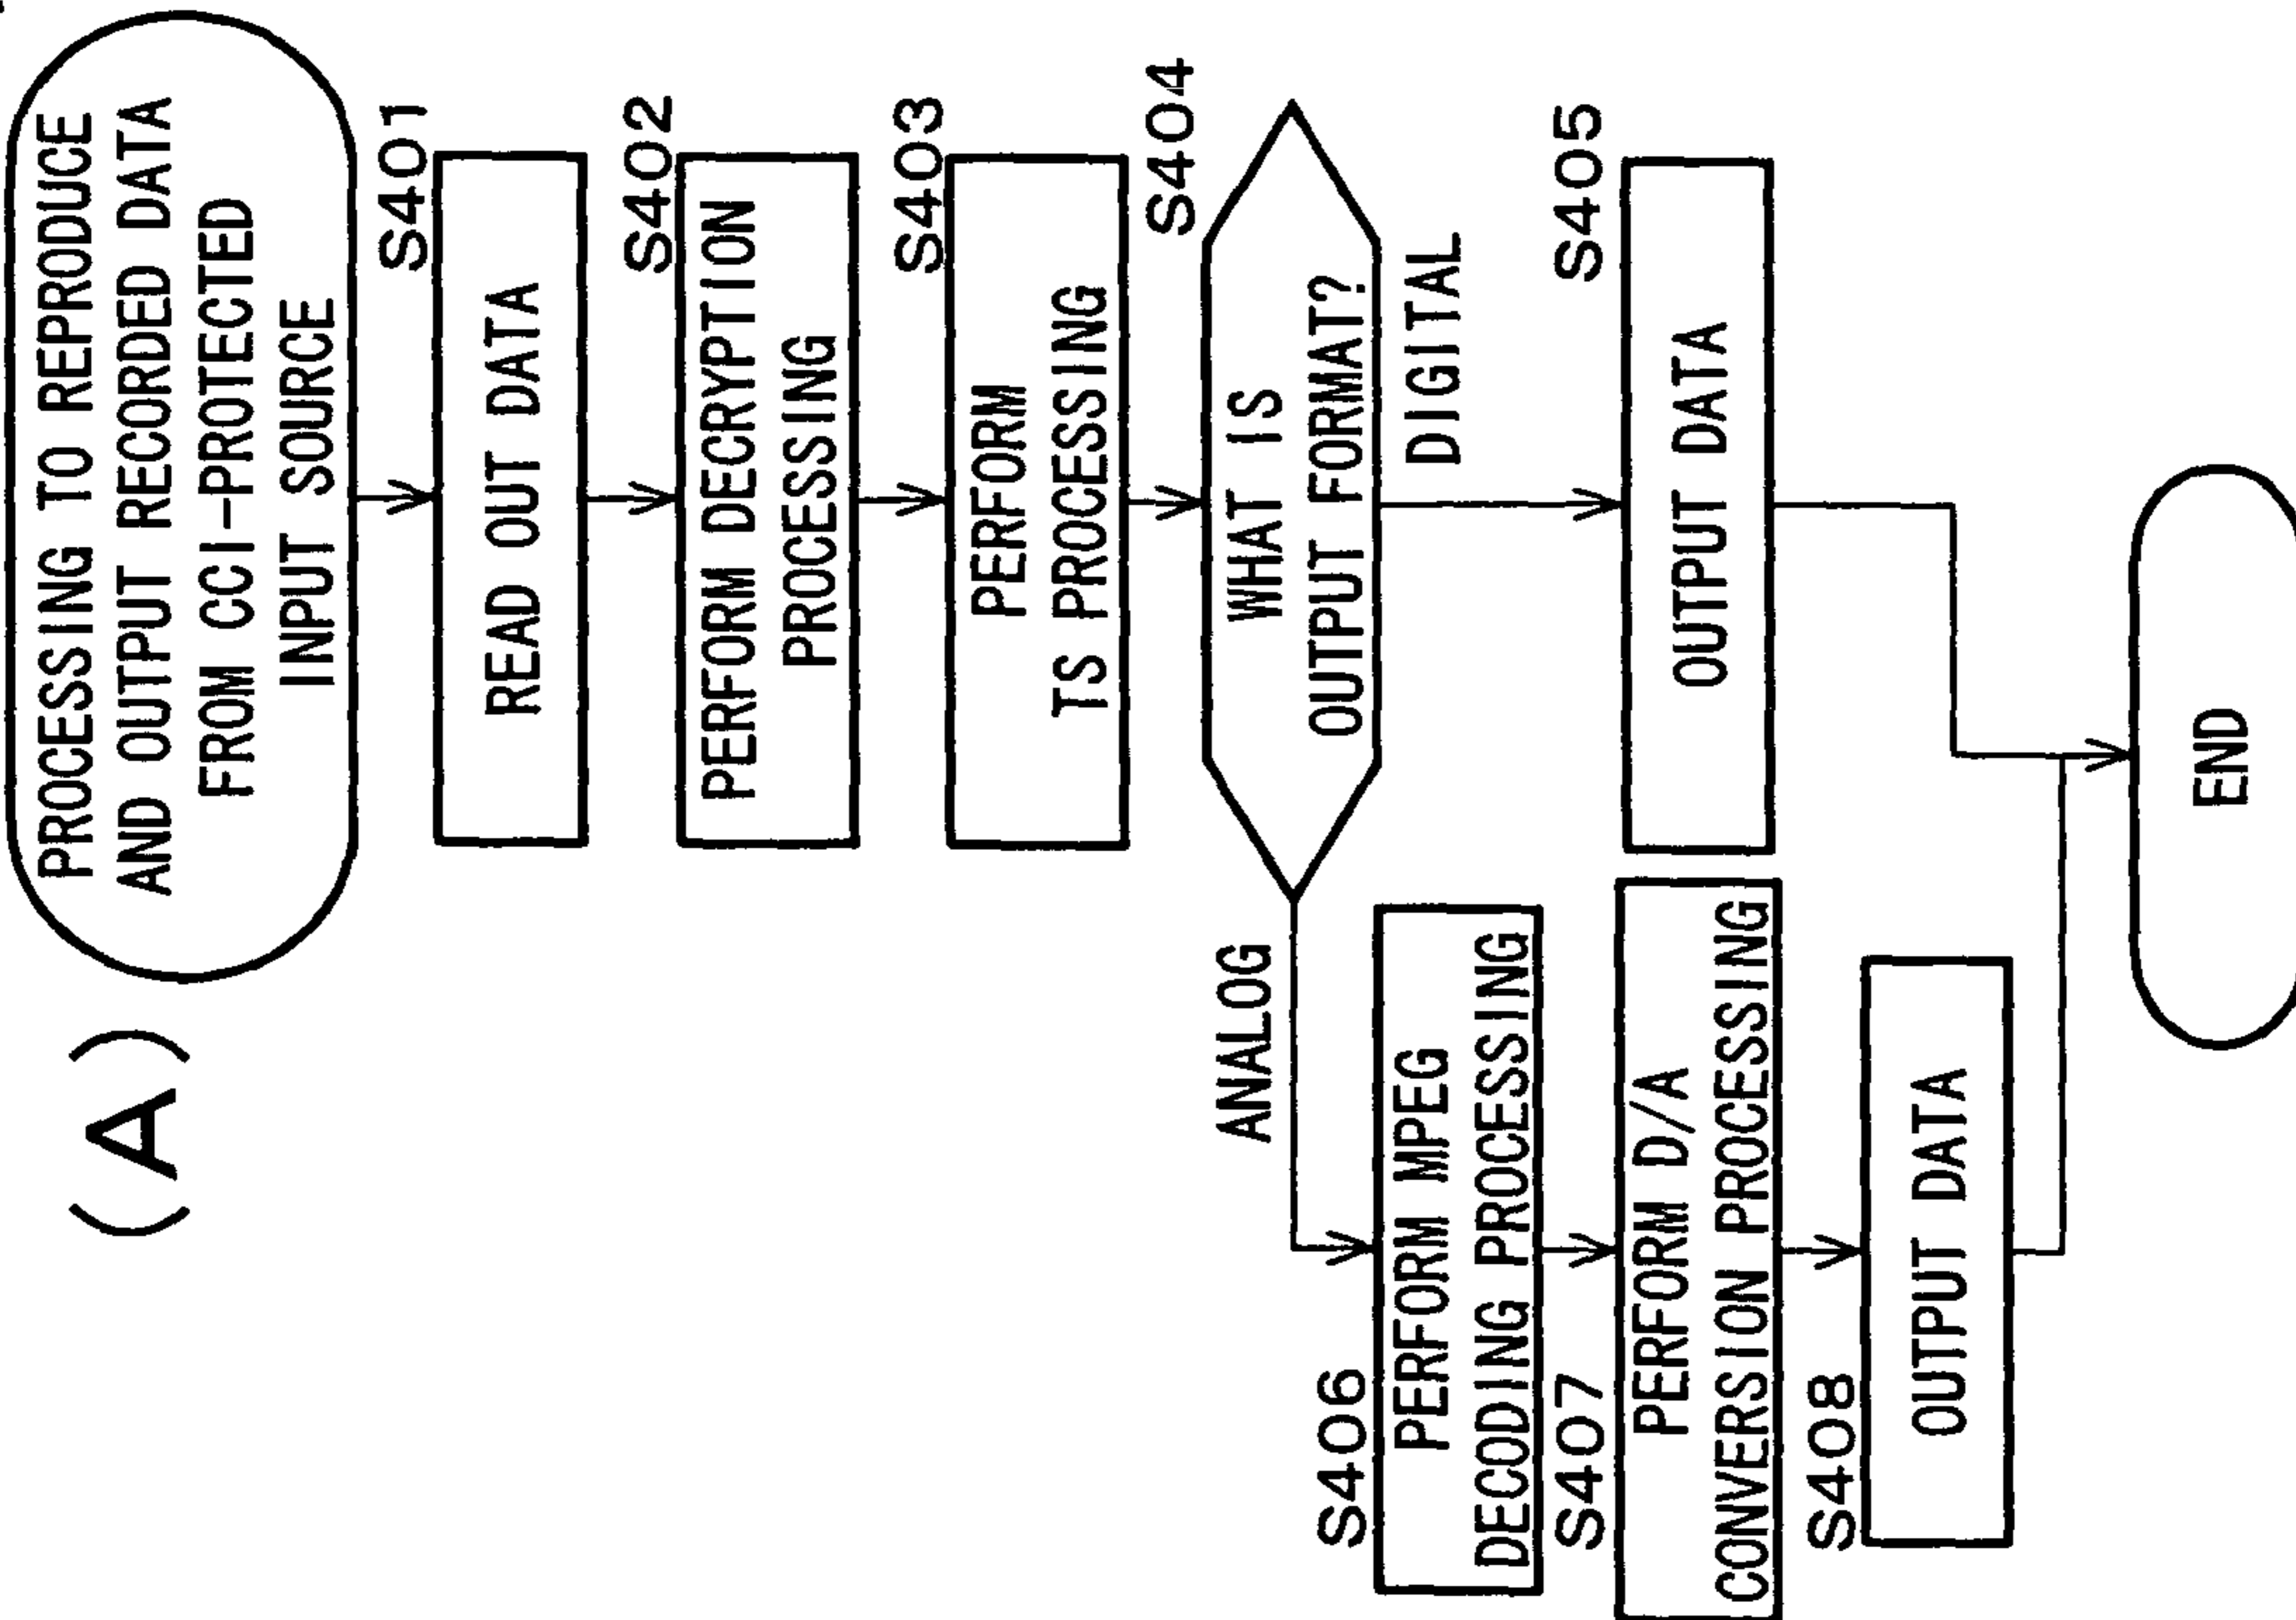 (A)
PROCESSING TO REPRODUCE
AND OUTPUT RECORDED DATA
FROM CCI-PROTECTED
INPUT SOURCE
S401
READ OUT DATA
S402
PERFORM DECRYPTION
PROCESSING
S403
PERFORM
TS PROCESSING
S404
WHAT IS
OUTPUT FORMAT?
ANALOG
DIGITAL
S406
PERFORM MPEG
DECODING PROCESSING
S407
PERFORM D/A
CONVERSION PROCESSING
S405
OUTPUT DATA
S408
OUTPUT DATA
END